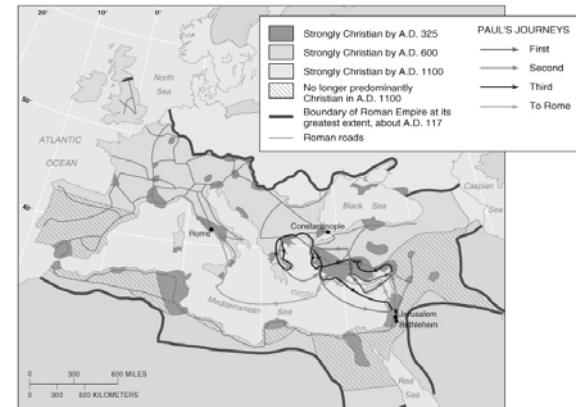 Strongly Christian by A.D. 325
Strongly Christian by A.D. 600
Strongly Christian by A.D. 1100
No longer predominantly
Christian in A.D. 1100
Boundary of Roman Empire at its
greatest extent, about A.D. 117
Roman roads
PAUL'S JOURNEYS
First
Second
Third
To Rome
20°
10°
0°
50°
40°
North
Sea
ATLANTIC
OCEAN
Caspian
Sea
Black Sea
Constantinople
Rome
Mediterranean
Sea
Jerusalem
Bethlehem
Red
Sea
0 300 600 MILES
0 300 600 KILOMETERS